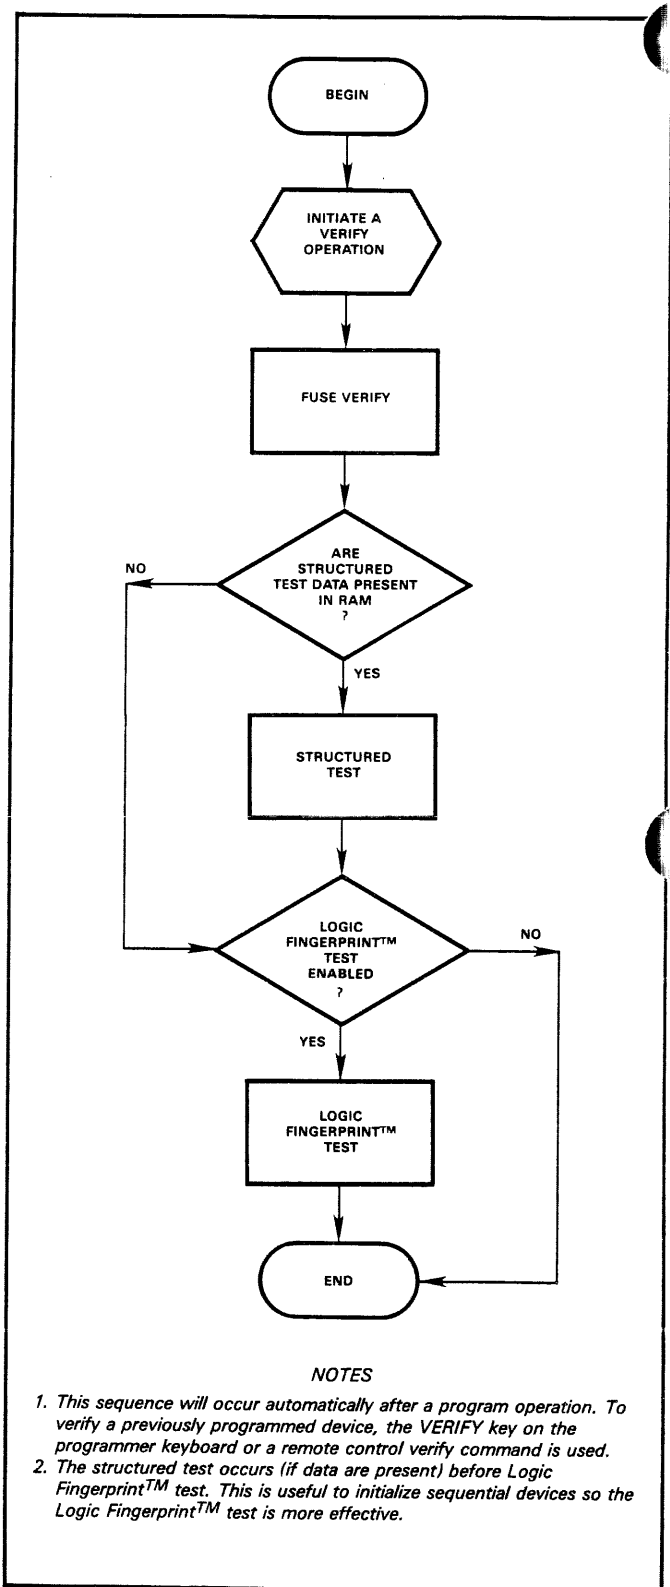 BEGIN
INITIATE A
VERIFY
OPERATION
FUSE VERIFY
ARE
STRUCTURED
TEST DATA PRESENT
IN RAM
?
NO
YES
STRUCTURED
TEST
LOGIC
FINGERPRINT™
TEST
ENABLED
?
NO
YES
LOGIC
FINGERPRINT™
TEST
END
NOTES
1. This sequence will occur automatically after a program operation. To
verify a previously programmed device, the VERIFY key on the
programmer keyboard or a remote control verify command is used.
2. The structured test occurs (if data are present) before Logic
Fingerprint™ test. This is useful to initialize sequential devices so the
Logic Fingerprint™ test is more effective.